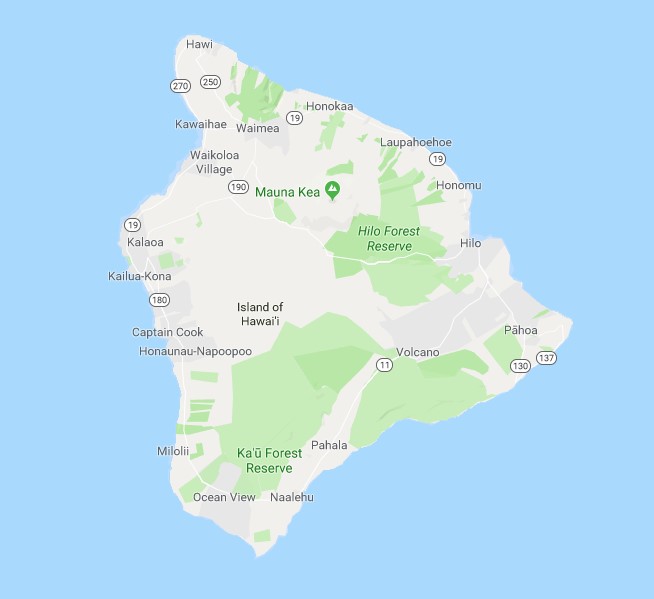 Hawi
270
250
Honokaa
19
Kawaihae
Waimea
Laupahoehoe
19
Waikoloa
Village
190
Mauna Kea
Honomu
19
Kalaoa
Hilo Forest
Reserve
Hilo
Kailua-Kona
180
Island of
Hawai'i
Captain Cook
Pāhoa
Honaunau-Napoopoo
Volcano
11
130
137
Milolii
Pahala
Ka'ū Forest
Reserve
Ocean View
Naalehu